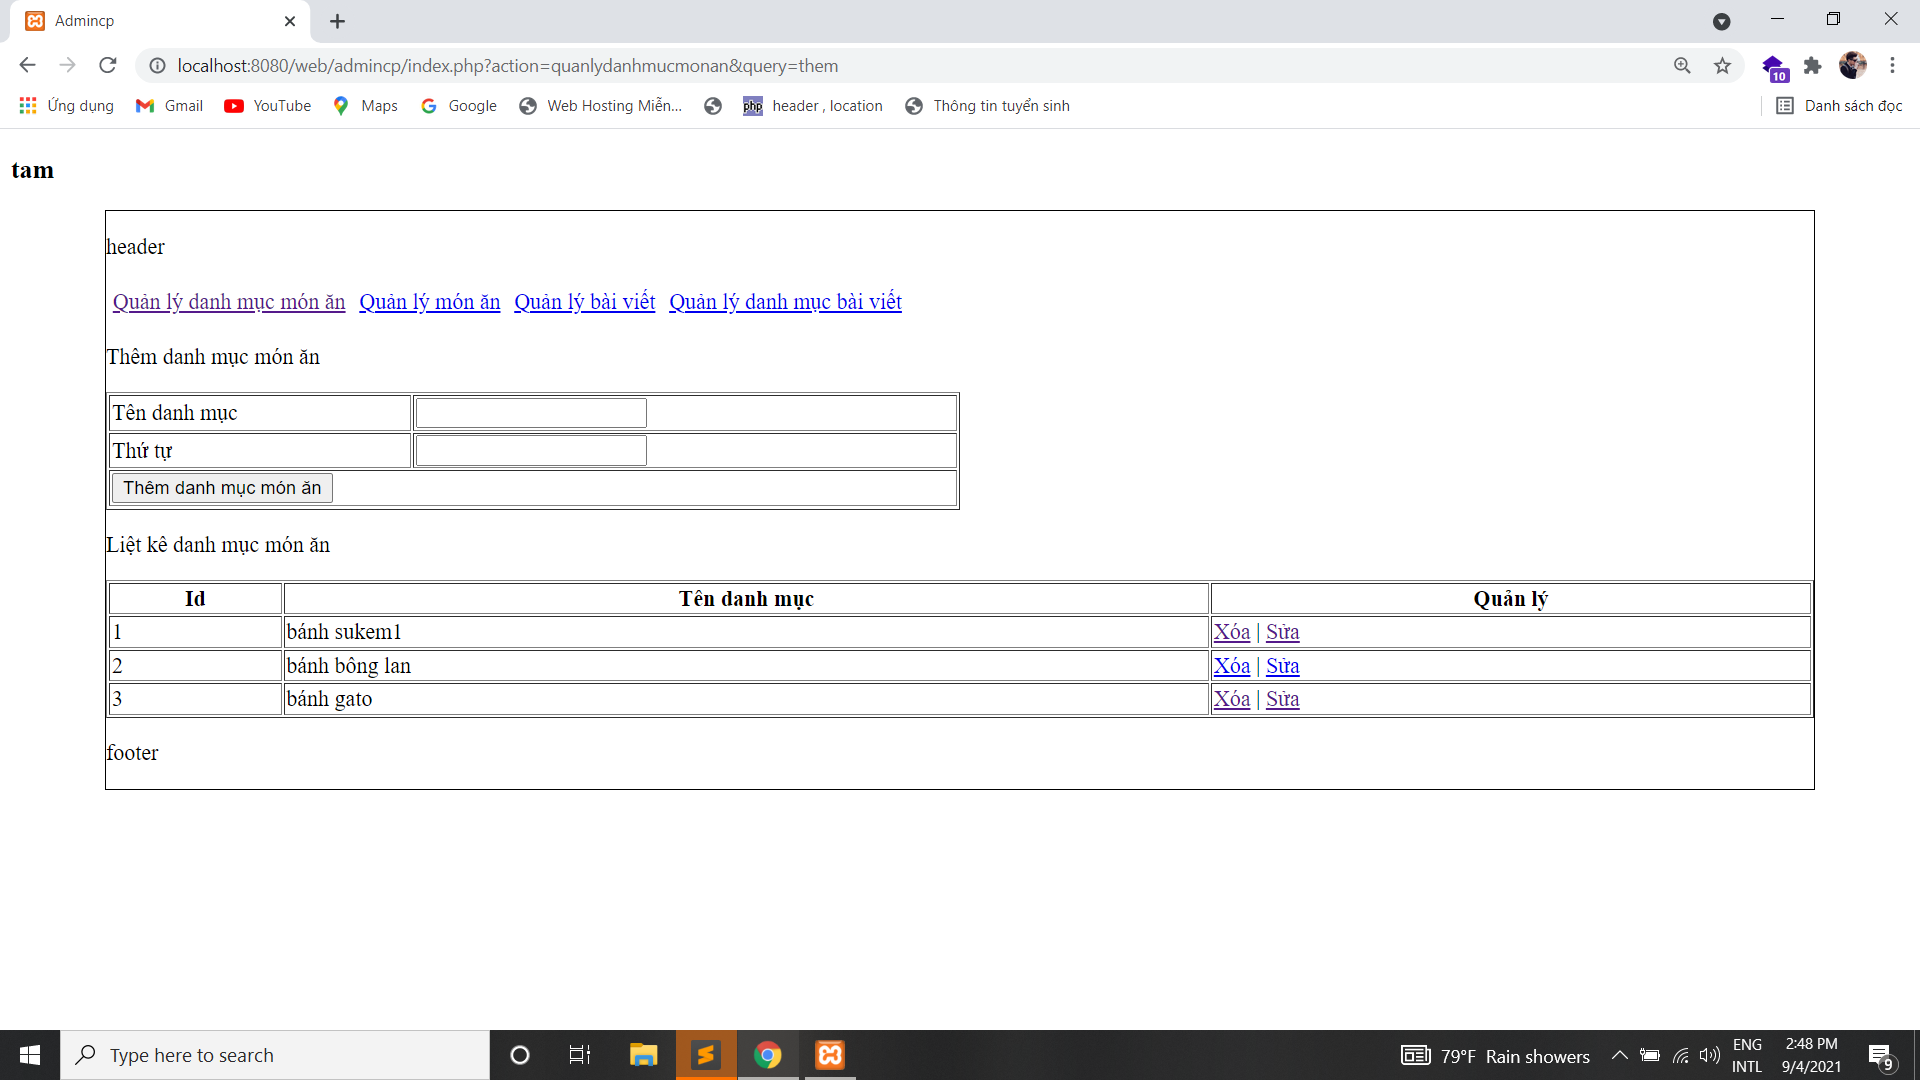 Admincp
localhost:8080/web/admincp/index.php?action=quanlydanhmucmonan&query=them
10
Ứng dụng Gmail YouTube Maps Google Web Hosting Miễn... php header , location Thông tin tuyển sinh Danh sách đọc
tam
header
Quản lý danh mục món ăn Quản lý món ăn Quản lý bài viết Quản lý danh mục bài viết
Thêm danh mục món ăn
Tên danh mục
Thứ tự
Thêm danh mục món ăn
Liệt kê danh mục món ăn
Id Tên danh mục Quản lý
1 bánh sukem1 Xóa | Sửa
2 bánh bông lan Xóa | Sửa
3 bánh gato Xóa | Sửa
footer
Type here to search
79°F Rain showers
ENG
INTL
2:48 PM
9/4/2021
9